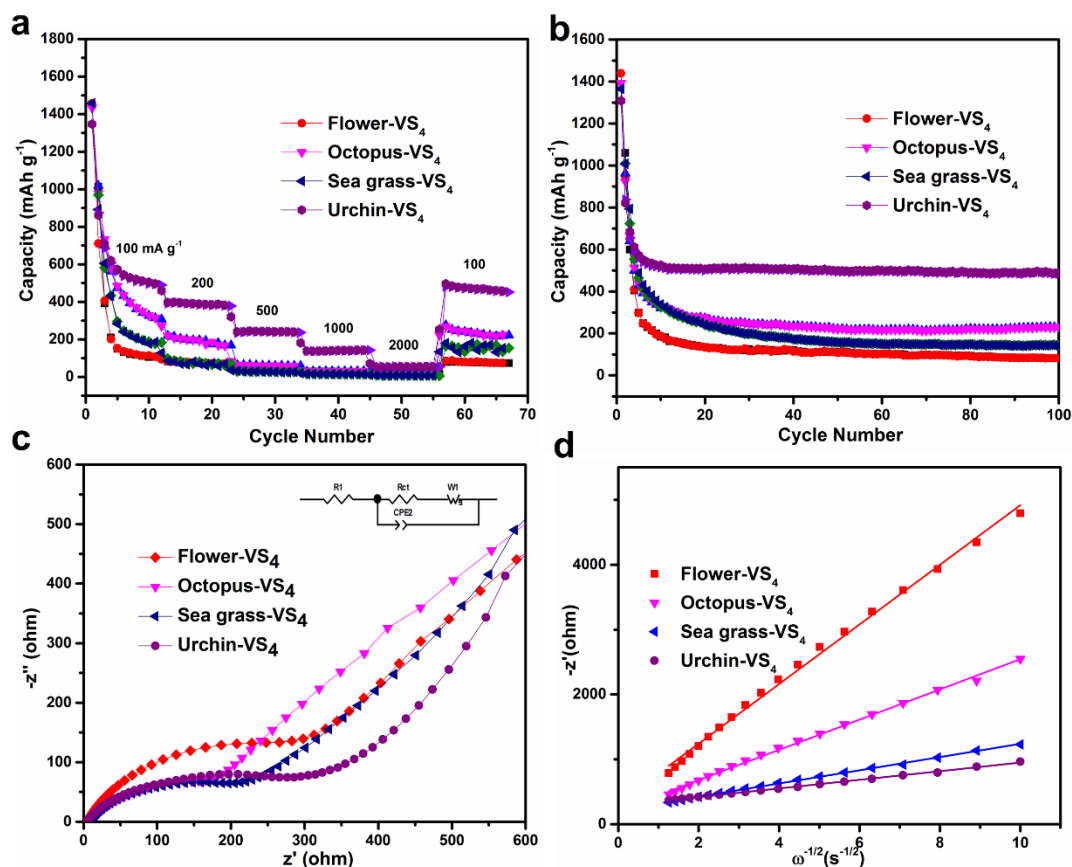 a
1800
1600
1400
1200
1000
800
600
400
200
0
Capacity (mAh g-1)
Flower-VS4
Octopus-VS4
Sea grass-VS4
Urchin-VS4
100 mA g-1
200
500
1000
2000
100
0 10 20 30 40 50 60 70
Cycle Number
b
1600
1400
1200
1000
800
600
400
200
0
Capacity (mAh g-1)
Flower-VS4
Octopus-VS4
Sea grass-VS4
Urchin-VS4
0 20 40 60 80 100
Cycle Number
c
600
500
400
300
200
100
0
-z'' (ohm)
R1 Rct W1
s
CPE2
Flower-VS4
Octopus-VS4
Sea grass-VS4
Urchin-VS4
0 100 200 300 400 500 600
z' (ohm)
d
4000
2000
0
-z'(ohm)
Flower-VS4
Octopus-VS4
Sea grass-VS4
Urchin-VS4
0 2 4 6 8 10
ω-1/2(s-1/2)